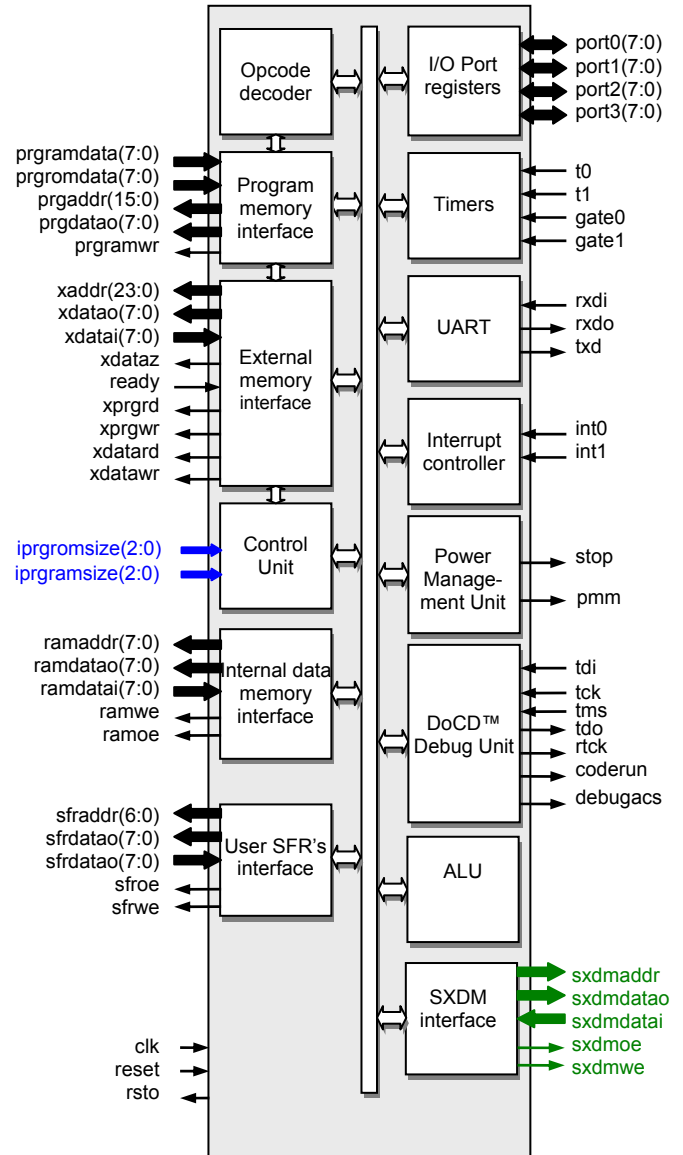 Opcode
decoder
prgramdata(7:0)
prgromdata(7:0)
prgaddr(15:0)
prgdatao(7:0)
prgramwr
Program
memory
interface
xaddr(23:0)
xdatao(7:0)
xdatai(7:0)
xdataz
ready
xprgrd
xprgwr
xdatard
xdatawr
External
memory
interface
iprgromsize(2:0)
iprgramsize(2:0)
Control
Unit
ramaddr(7:0)
ramdatao(7:0)
ramdatai(7:0)
ramwe
ramoe
Internal data
memory
interface
sfraddr(6:0)
sfrdatao(7:0)
sfrdatao(7:0)
sfroe
sfrwe
User SFR's
interface
clk
reset
rsto
I/O Port
registers
port0(7:0)
port1(7:0)
port2(7:0)
port3(7:0)
Timers
t0
t1
gate0
gate1
UART
rxdi
rxdo
txd
Interrupt
controller
int0
int1
Power
Manage-
ment Unit
stop
pmm
DoCD™
Debug Unit
tdi
tck
tms
tdo
rtck
coderun
debugacs
ALU
SXDM
interface
sxdmaddr
sxdmdatao
sxdmdatai
sxdmoe
sxdmwe